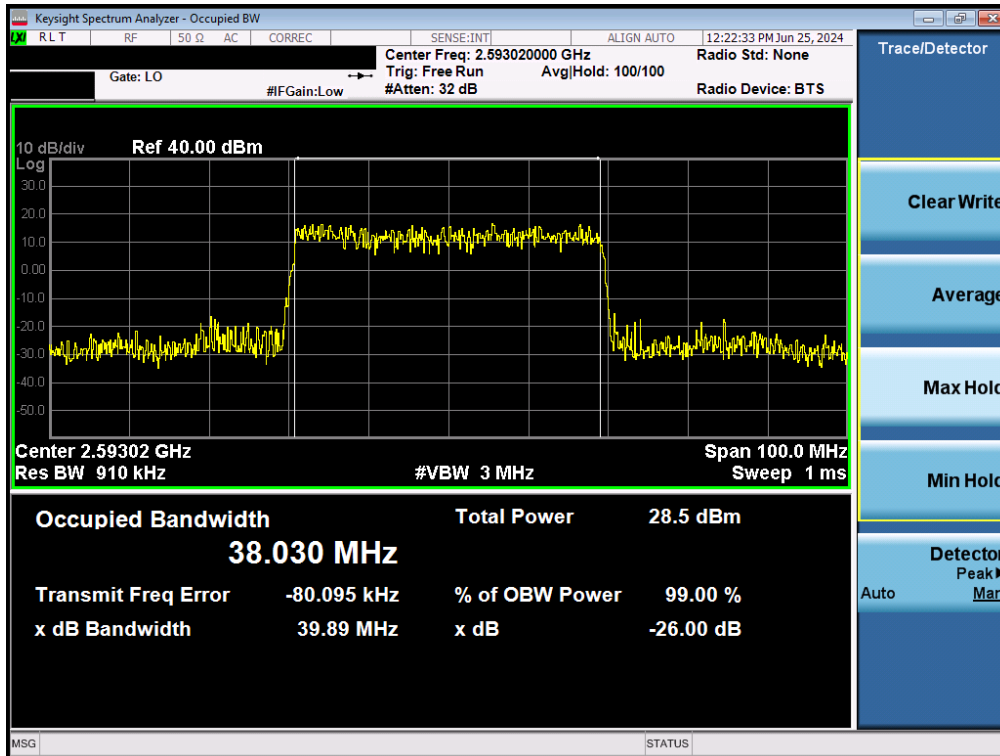 Keysight Spectrum Analyzer - Occupied BW
LXI RLT RF 50 Ω AC CORREC SENSE:INT ALIGN AUTO 12:22:33 PM Jun 25, 2024
Center Freq: 2.593020000 GHz Radio Std: None
Gate: LO Trig: Free Run Avg|Hold: 100/100
#IFGain:Low #Atten: 32 dB Radio Device: BTS
Trace/Detector
10 dB/div Ref 40.00 dBm
Log
30.0
20.0
10.0
0.00
-10.0
-20.0
-30.0
-40.0
-50.0
Center 2.59302 GHz Span 100.0 MHz
Res BW 910 kHz #VBW 3 MHz Sweep 1 ms
Occupied Bandwidth Total Power 28.5 dBm
38.030 MHz
Transmit Freq Error -80.095 kHz % of OBW Power 99.00 %
x dB Bandwidth 39.89 MHz x dB -26.00 dB
Clear Write
Average
Max Hold
Min Hold
Detector
Peak
Auto Man
MSG STATUS